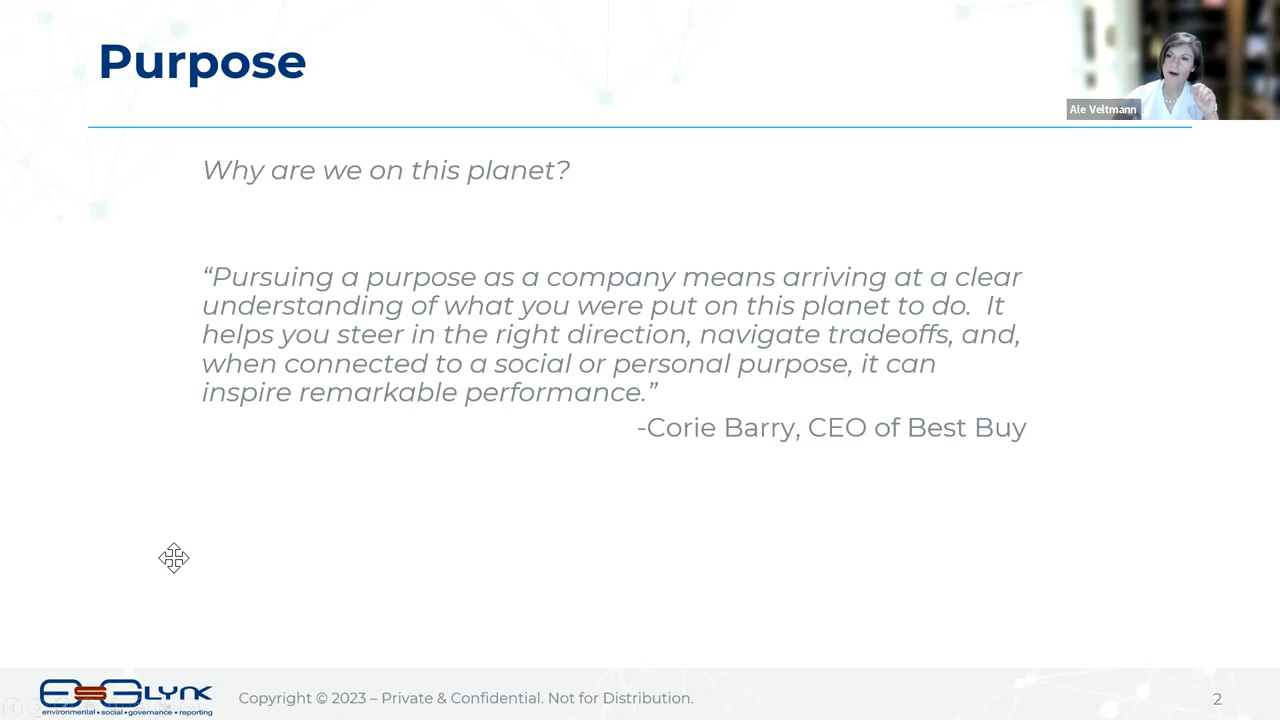 Purpose
Ale Veltmann
Why are we on this planet?
“Pursuing a purpose as a company means arriving at a clear
understanding of what you were put on this planet to do.  It
helps you steer in the right direction, navigate tradeoffs, and,
when connected to a social or personal purpose, it can
inspire remarkable performance.”
-Corie Barry, CEO of Best Buy
ESGLYNK
environmental • social • governance • reporting
Copyright © 2023 – Private & Confidential. Not for Distribution.
2